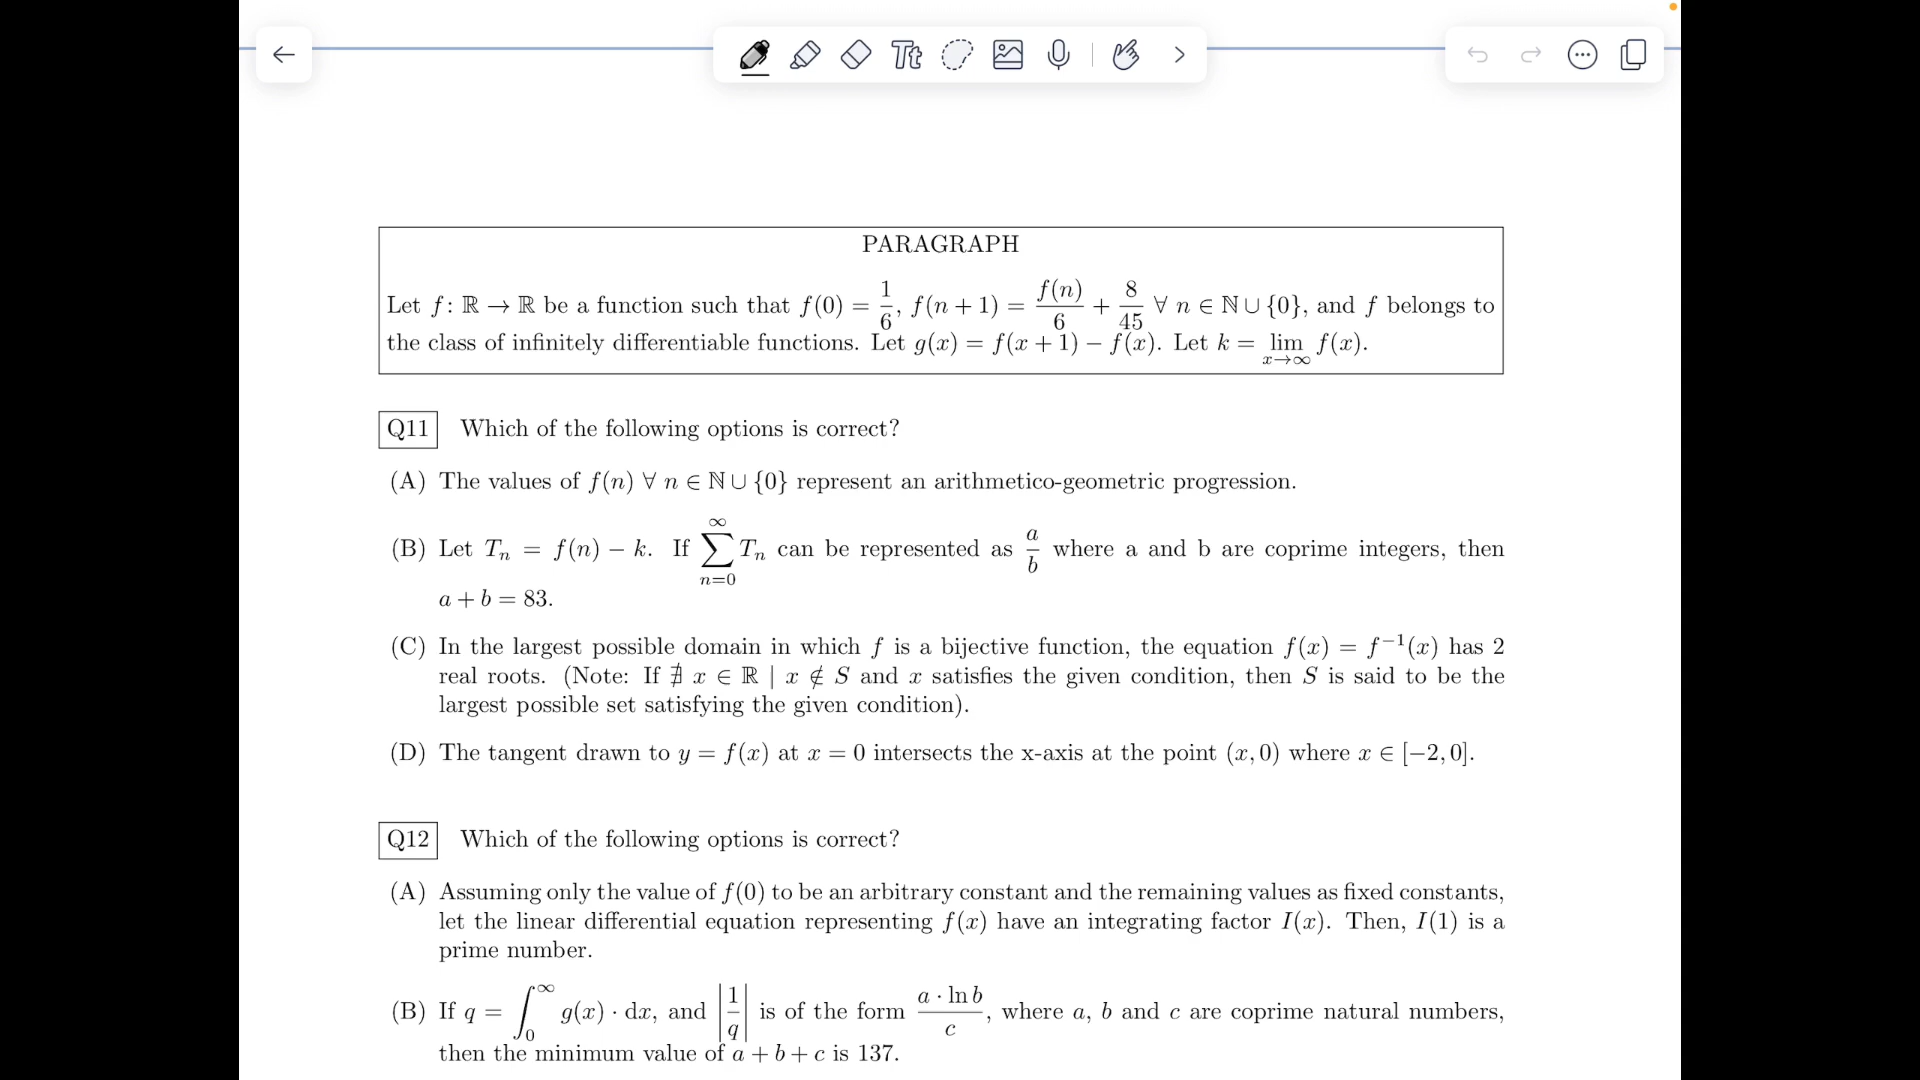 Tt
PARAGRAPH
Let f: ℝ → ℝ be a function such that f(0) = 1/6, f(n + 1) = f(n)/6 + 8/45 ∀ n ∈ ℕ ∪ {0}, and f belongs to
the class of infinitely differentiable functions. Let g(x) = f(x + 1) − f(x). Let k = lim_{x→∞} f(x).
Q11 Which of the following options is correct?
(A) The values of f(n) ∀ n ∈ ℕ ∪ {0} represent an arithmetico-geometric progression.
(B) Let T_n = f(n) − k. If ∑_{n=0}^{∞} T_n can be represented as a/b where a and b are coprime integers, then
a + b = 83.
(C) In the largest possible domain in which f is a bijective function, the equation f(x) = f⁻¹(x) has 2
real roots. (Note: If ∄ x ∈ ℝ | x ∉ S and x satisfies the given condition, then S is said to be the
largest possible set satisfying the given condition).
(D) The tangent drawn to y = f(x) at x = 0 intersects the x-axis at the point (x, 0) where x ∈ [−2, 0].
Q12 Which of the following options is correct?
(A) Assuming only the value of f(0) to be an arbitrary constant and the remaining values as fixed constants,
let the linear differential equation representing f(x) have an integrating factor I(x). Then, I(1) is a
prime number.
(B) If q = ∫_0^∞ g(x) · dx, and |1/q| is of the form a · ln b / c, where a, b and c are coprime natural numbers,
then the minimum value of a + b + c is 137.